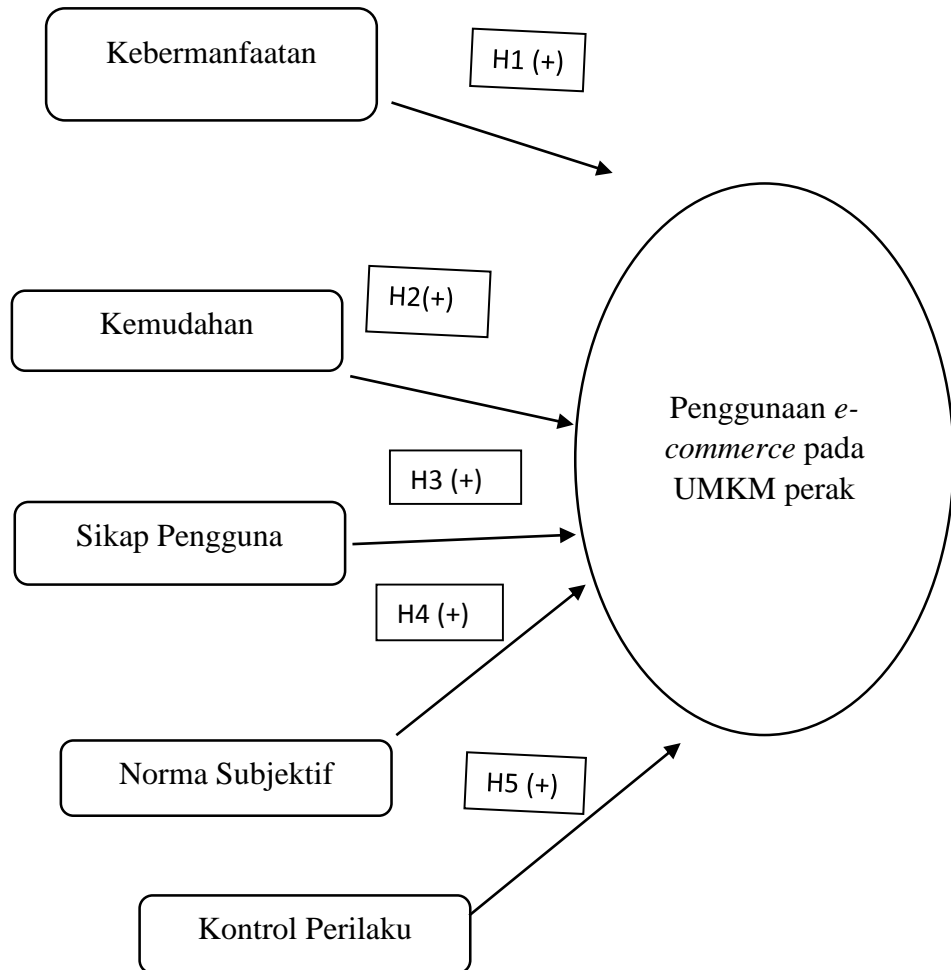 Kebermanfaatan
H1 (+)
Kemudahan
H2(+)
Sikap Pengguna
H3 (+)
Norma Subjektif
H4 (+)
Kontrol Perilaku
H5 (+)
Penggunaan e-
commerce pada
UMKM perak